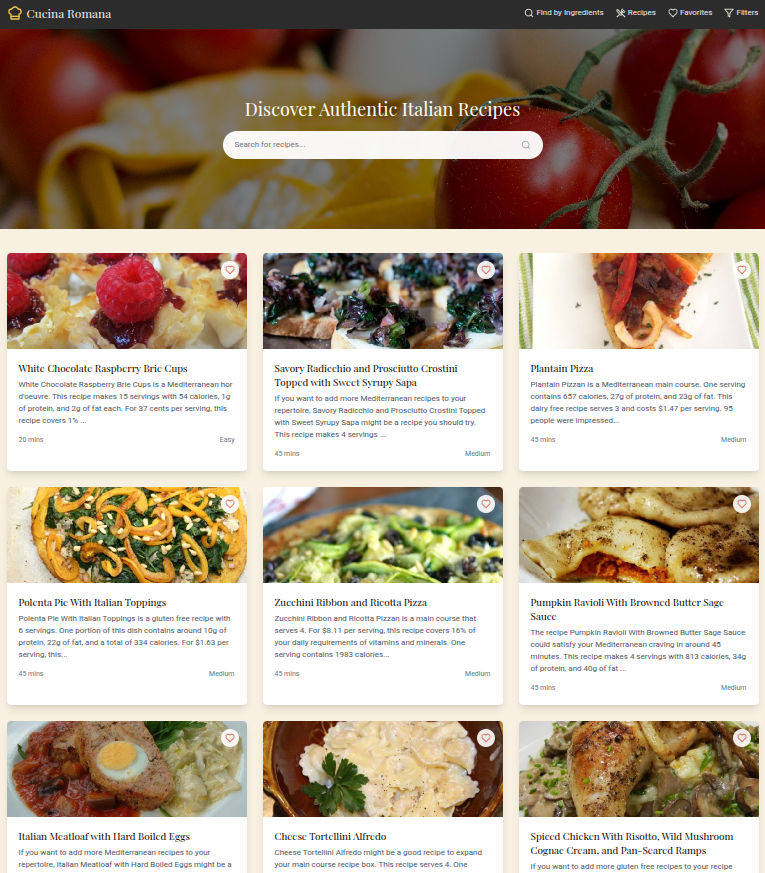 Cucina Romana
Find by Ingredients
Recipes
Favorites
Filters
Discover Authentic Italian Recipes
Search for recipes...
White Chocolate Raspberry Brie Cups
White Chocolate Raspberry Brie Cups is a Mediterranean hor
d'oeuvre. This recipe makes 15 servings with 54 calories, 1g
of protein, and 2g of fat each. For 37 cents per serving, this
recipe covers 1% ...
20 mins
Easy
Savory Radicchio and Prosciutto Crostini
Topped with Sweet Syrupy Sapa
If you want to add more Mediterranean recipes to your
repertoire, Savory Radicchio and Prosciutto Crostini Topped
with Sweet Syrupy Sapa might be a recipe you should try.
This recipe makes 4 servings ...
45 mins
Medium
Plantain Pizza
Plantain Pizzan is a Mediterranean main course. One serving
contains 657 calories, 27g of protein, and 23g of fat. This
dairy free recipe serves 3 and costs $1.47 per serving. 95
people were impressed...
45 mins
Medium
Polenta Pie With Italian Toppings
Polenta Pie With Italian Toppings is a gluten free recipe with
6 servings. One portion of this dish contains around 10g of
protein, 22g of fat, and a total of 334 calories. For $1.63 per
serving, this...
45 mins
Medium
Zucchini Ribbon and Ricotta Pizza
Zucchini Ribbon and Ricotta Pizzan is a main course that
serves 4. For $8.11 per serving, this recipe covers 16% of
your daily requirements of vitamins and minerals. One
serving contains 1983 calories...
45 mins
Medium
Pumpkin Ravioli With Browned Butter Sage
Sauce
The recipe Pumpkin Ravioli With Browned Butter Sage Sauce
could satisfy your Mediterranean craving in around 45
minutes. This recipe makes 4 servings with 813 calories, 34g
of protein, and 40g of fat ...
45 mins
Medium
Italian Meatloaf with Hard Boiled Eggs
If you want to add more Mediterranean recipes to your
repertoire, Italian Meatloaf with Hard Boiled Eggs might be a
Cheese Tortellini Alfredo
Cheese Tortellini Alfredo might be a good recipe to expand
your main course recipe box. This recipe serves 4. One
Spiced Chicken With Risotto, Wild Mushroom
Cognac Cream, and Pan-Seared Ramps
If you want to add more gluten free recipes to your recipe